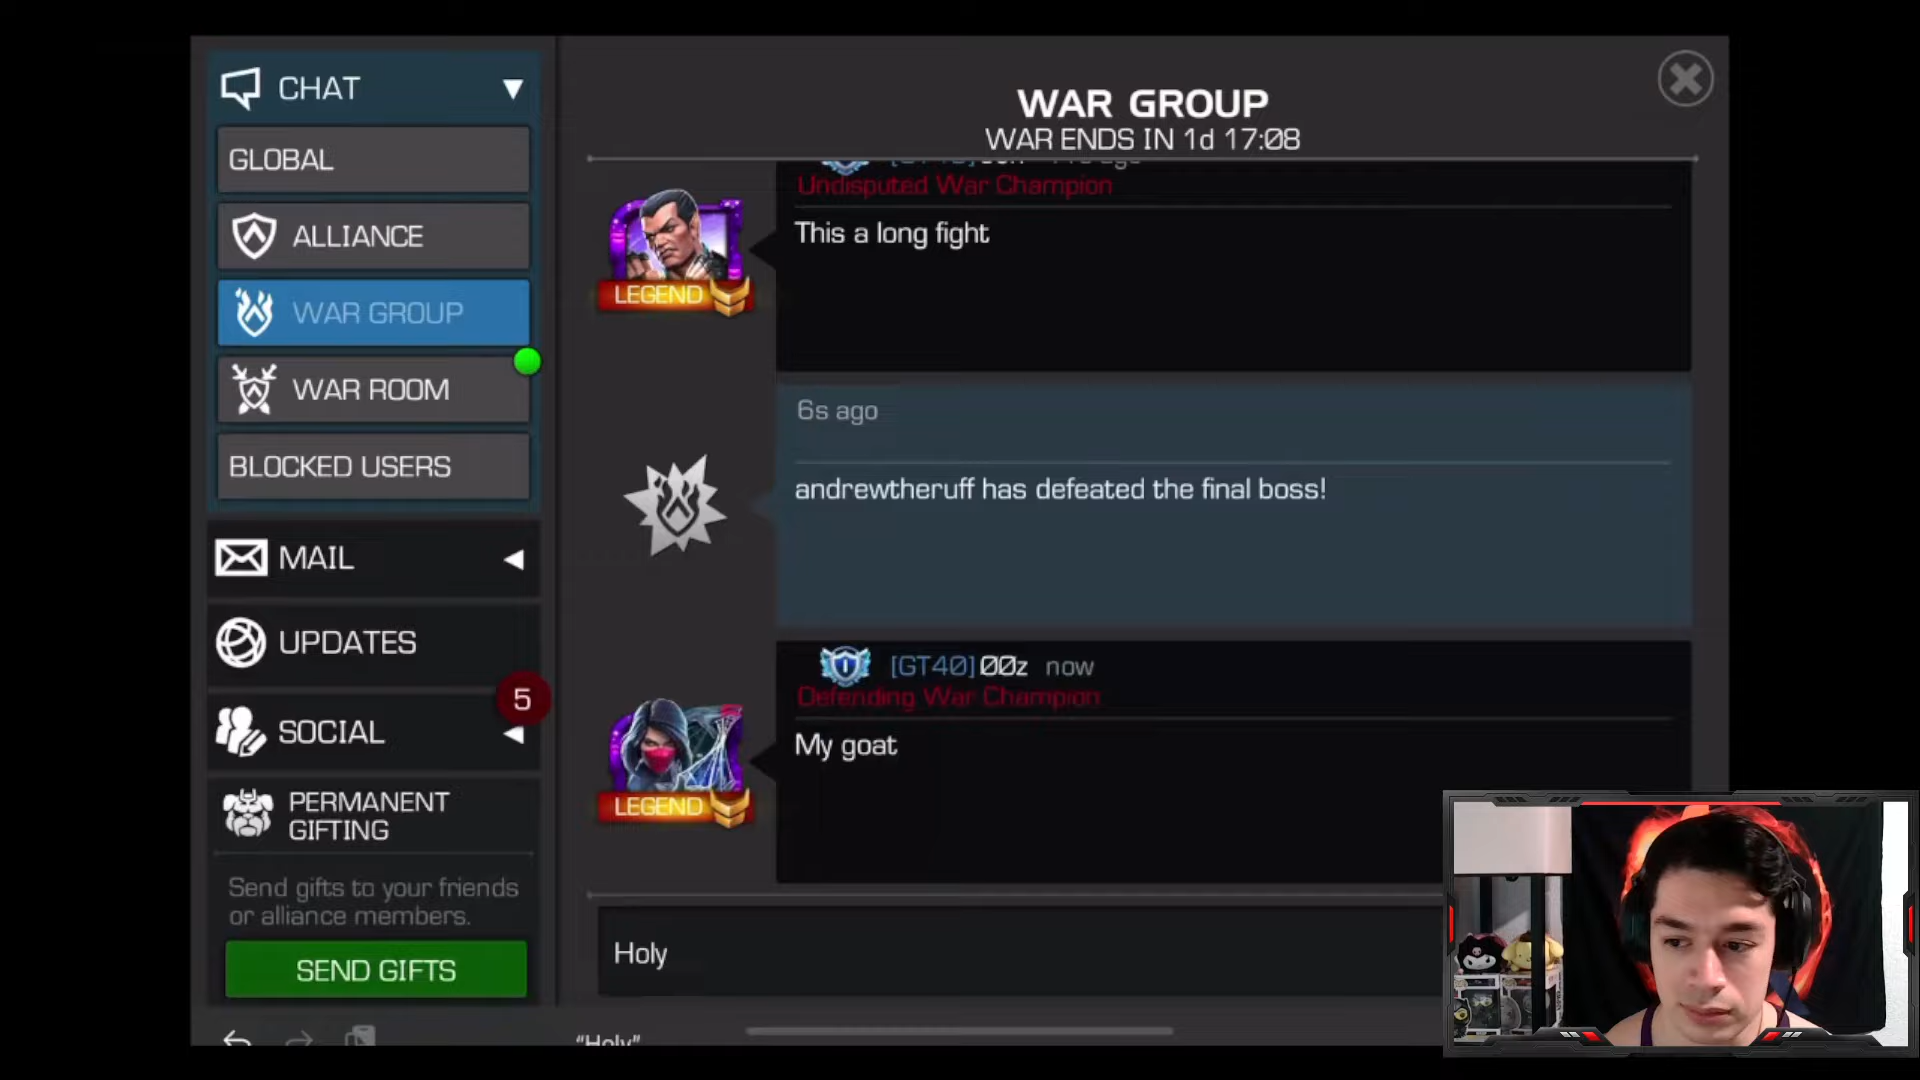 CHAT
GLOBAL
ALLIANCE
WAR GROUP
WAR ROOM
BLOCKED USERS
MAIL
UPDATES
5
SOCIAL
PERMANENT
GIFTING
Send gifts to your friends
or alliance members.
SEND GIFTS
WAR GROUP
WAR ENDS IN 1d 17:08
Undisputed War Champion
This a long fight
LEGEND
6s ago
andrewtheruff has defeated the final boss!
[GT40] 00z now
Defending War Champion
My goat
LEGEND
Holy
"Holy"